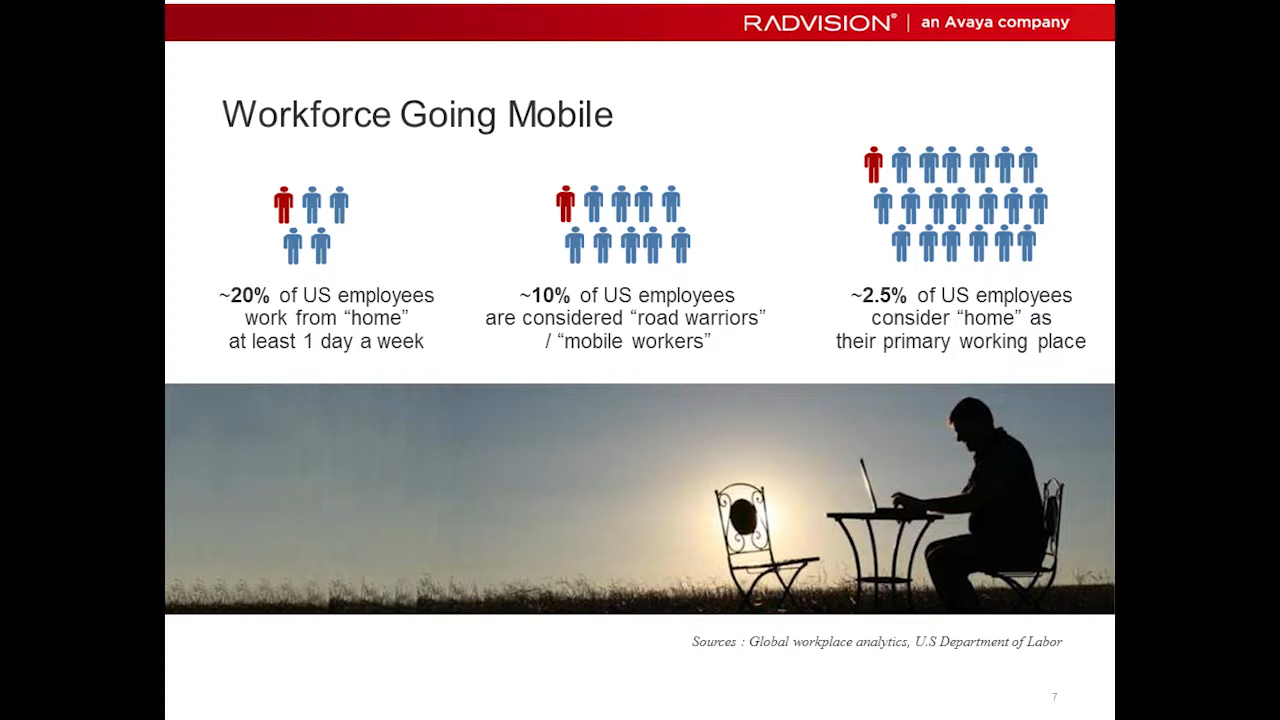 RADVISION® | an Avaya company
Workforce Going Mobile
~20% of US employees
work from “home”
at least 1 day a week
~10% of US employees
are considered “road warriors”
/ “mobile workers”
~2.5% of US employees
consider “home” as
their primary working place
Sources : Global workplace analytics, U.S Department of Labor
7